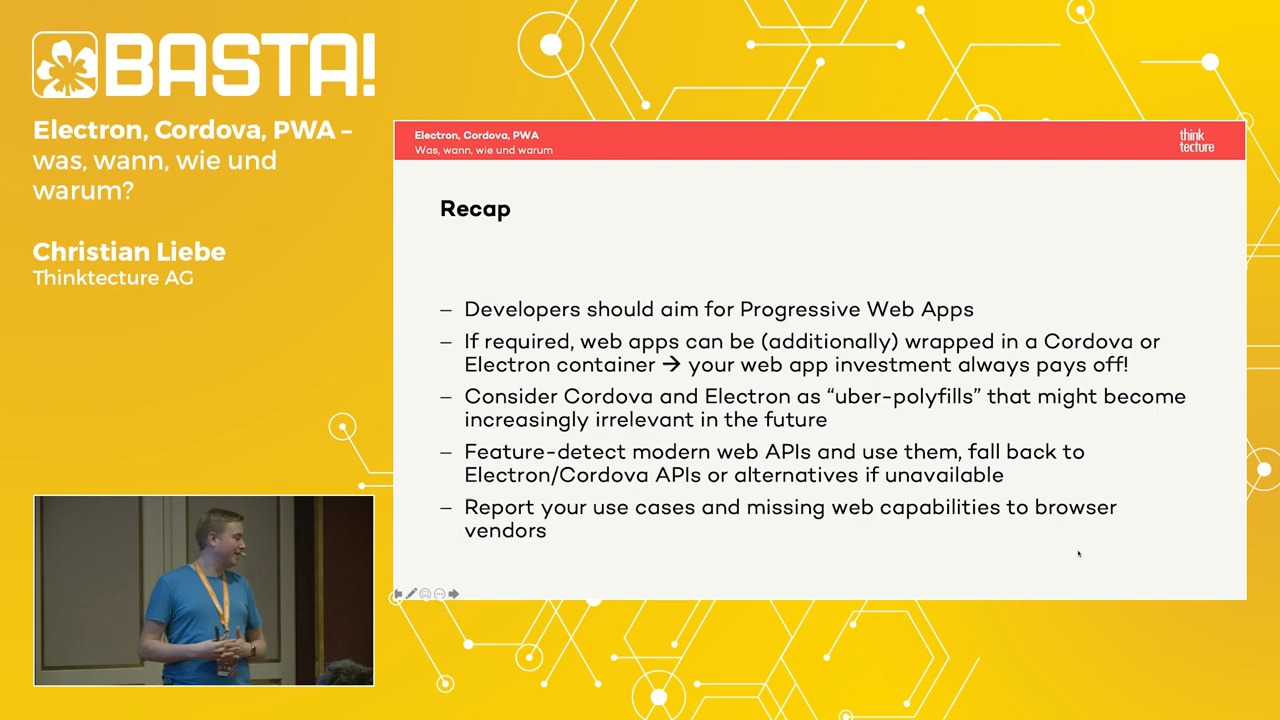 BASTA!
Electron, Cordova, PWA –
was, wann, wie und
warum?
Christian Liebe
Thinktecture AG
Electron, Cordova, PWA
Was, wann, wie und warum
think
tecture
Recap
– Developers should aim for Progressive Web Apps
– If required, web apps can be (additionally) wrapped in a Cordova or
Electron container → your web app investment always pays off!
– Consider Cordova and Electron as “uber-polyfills” that might become
increasingly irrelevant in the future
– Feature-detect modern web APIs and use them, fall back to
Electron/Cordova APIs or alternatives if unavailable
– Report your use cases and missing web capabilities to browser
vendors